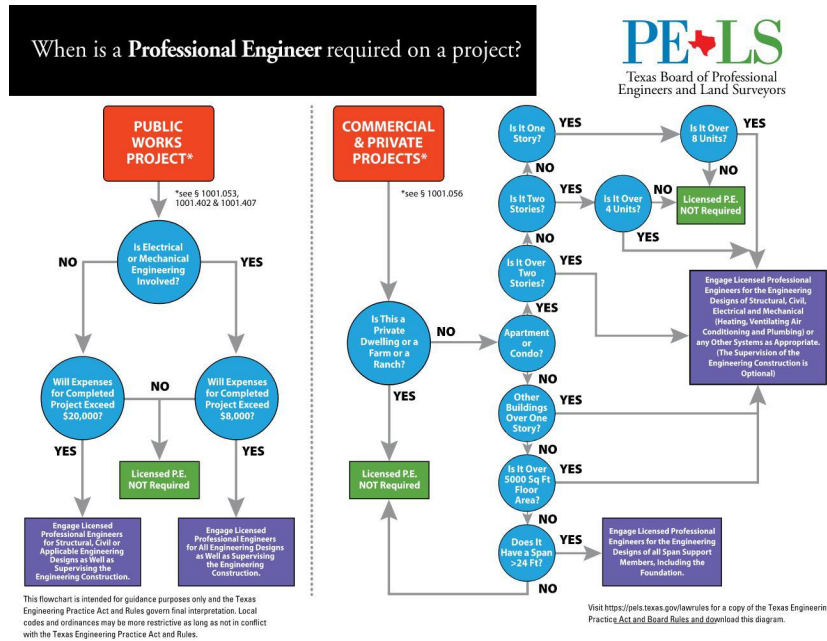 When is a Professional Engineer required on a project?
PE LS
Texas Board of Professional
Engineers and Land Surveyors
PUBLIC
WORKS
PROJECT*
*see § 1001.053,
1001.402 & 1001.407
Is Electrical
or Mechanical
Engineering
Involved?
NO
YES
Will Expenses
for Completed
Project Exceed
$20,000?
NO
Will Expenses
for Completed
Project Exceed
$8,000?
YES
YES
Licensed P.E.
NOT Required
Engage Licensed
Professional Engineers
for Structural, Civil or
Applicable Engineering
Designs as Well as
Supervising the
Engineering Construction.
Engage Licensed
Professional Engineers
for All Engineering Designs
as Well as Supervising
the Engineering
Construction.
COMMERCIAL
& PRIVATE
PROJECTS*
*see § 1001.056
Is This a
Private
Dwelling or a
Farm or a
Ranch?
NO
YES
Licensed P.E.
NOT Required
Is It One
Story?
YES
Is It Over
8 Units?
YES
NO
NO
Is It Two
Stories?
YES
Is It Over
4 Units?
NO
Licensed P.E.
NOT Required
YES
NO
Is It Over
Two
Stories?
YES
YES
Apartment
or
Condo?
NO
Engage Licensed Professional
Engineers for the Engineering
Designs of Structural, Civil,
Electrical and Mechanical
(Heating, Ventilating Air
Conditioning and Plumbing) or
any Other Systems as Appropriate.
(The Supervision of the
Engineering Construction is
Optional)
Other
Buildings
Over One
Story?
YES
NO
Is It Over
5000 Sq Ft
Floor
Area?
YES
NO
Does It
Have a Span
>24 Ft?
YES
NO
Engage Licensed Professional
Engineers for the Engineering
Designs of all Span Support
Members, Including the
Foundation.
This flowchart is intended for guidance purposes only and the Texas
Engineering Practice Act and Rules govern final interpretation. Local
codes and ordinances may be more restrictive as long as not in conflict
with the Texas Engineering Practice Act and Rules.
Visit https://pels.texas.gov/lawrules for a copy of the Texas Engineerin
Practice Act and Board Rules and download this diagram.